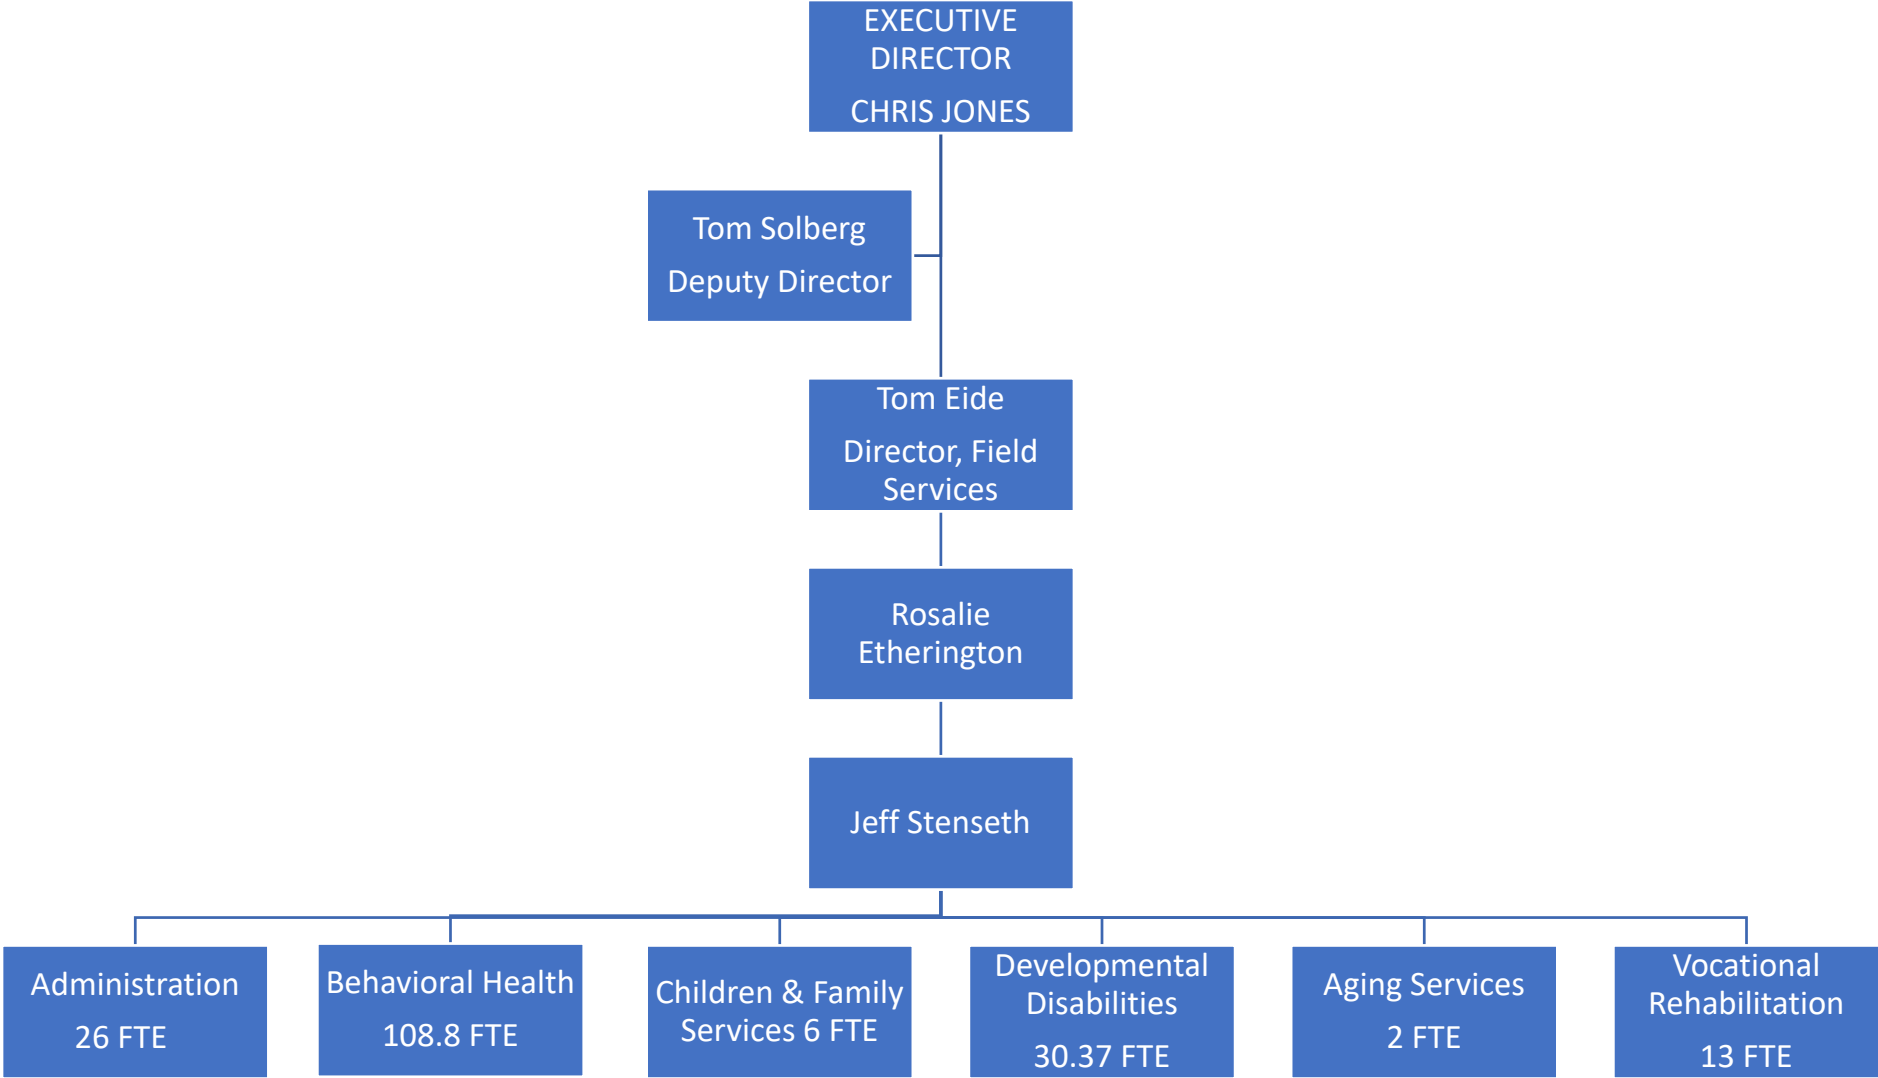 EXECUTIVE
DIRECTOR
CHRIS JONES
Tom Solberg
Deputy Director
Tom Eide
Director, Field
Services
Rosalie
Etherington
Jeff Stenseth
Administration
26 FTE
Behavioral Health
108.8 FTE
Children & Family
Services 6 FTE
Developmental
Disabilities
30.37 FTE
Aging Services
2 FTE
Vocational
Rehabilitation
13 FTE